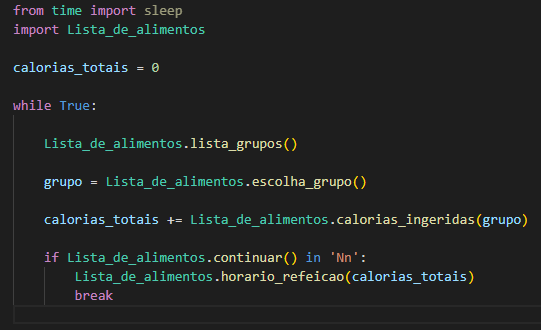 from time import sleep
import Lista_de_alimentos
calorias_totais = 0
while True:
Lista_de_alimentos.lista_grupos()
grupo = Lista_de_alimentos.escolha_grupo()
calorias_totais += Lista_de_alimentos.calorias_ingeridas(grupo)
if Lista_de_alimentos.continuar() in 'Nn':
Lista_de_alimentos.horario_refeicao(calorias_totais)
break